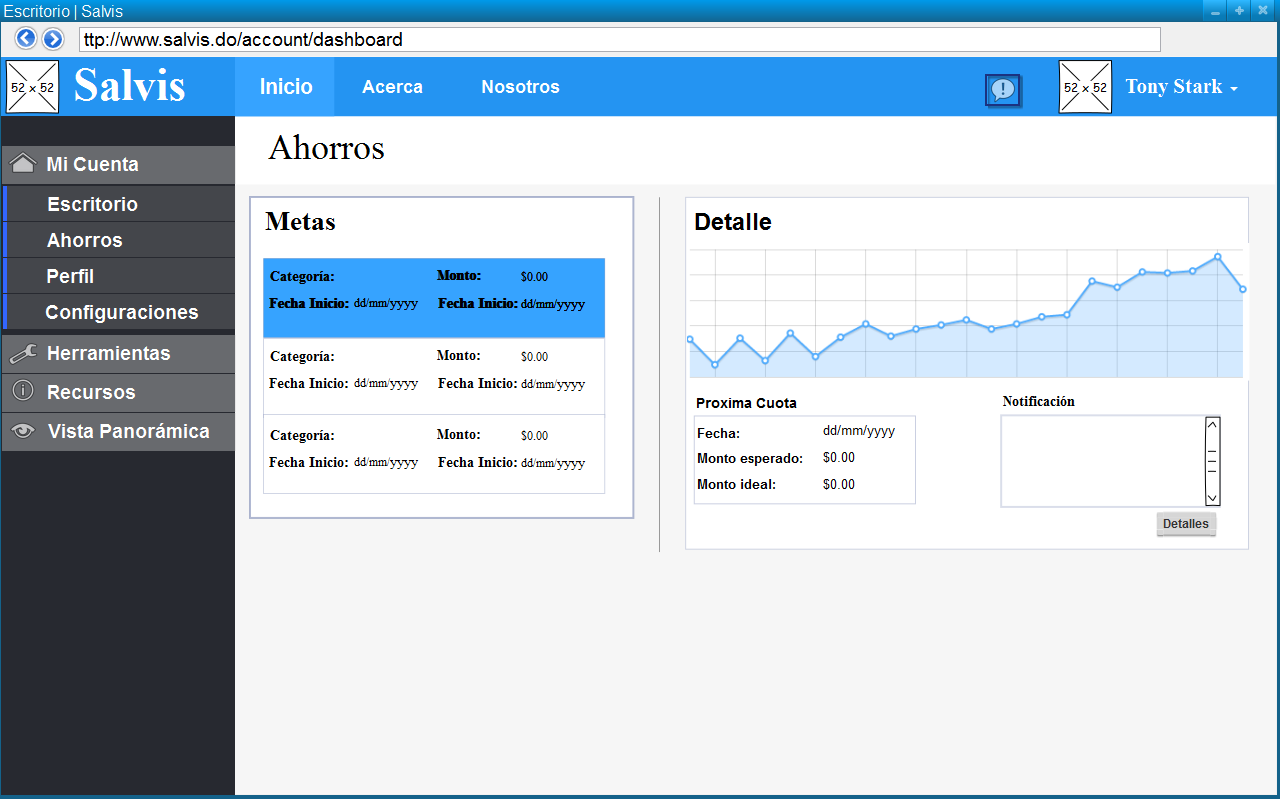 Escritorio | Salvis
ttp://www.salvis.do/account/dashboard
52 x 52 Salvis Inicio Acerca Nosotros 52 x 52 Tony Stark
Mi Cuenta
Escritorio
Ahorros
Perfil
Configuraciones
Herramientas
Recursos
Vista Panorámica
Ahorros
Metas
Categoría: Monto: $0.00
Fecha Inicio: dd/mm/yyyy Fecha Inicio: dd/mm/yyyy
Categoría: Monto: $0.00
Fecha Inicio: dd/mm/yyyy Fecha Inicio: dd/mm/yyyy
Categoría: Monto: $0.00
Fecha Inicio: dd/mm/yyyy Fecha Inicio: dd/mm/yyyy
Detalle
Proxima Cuota
Fecha: dd/mm/yyyy
Monto esperado: $0.00
Monto ideal: $0.00
Notificación
Detalles